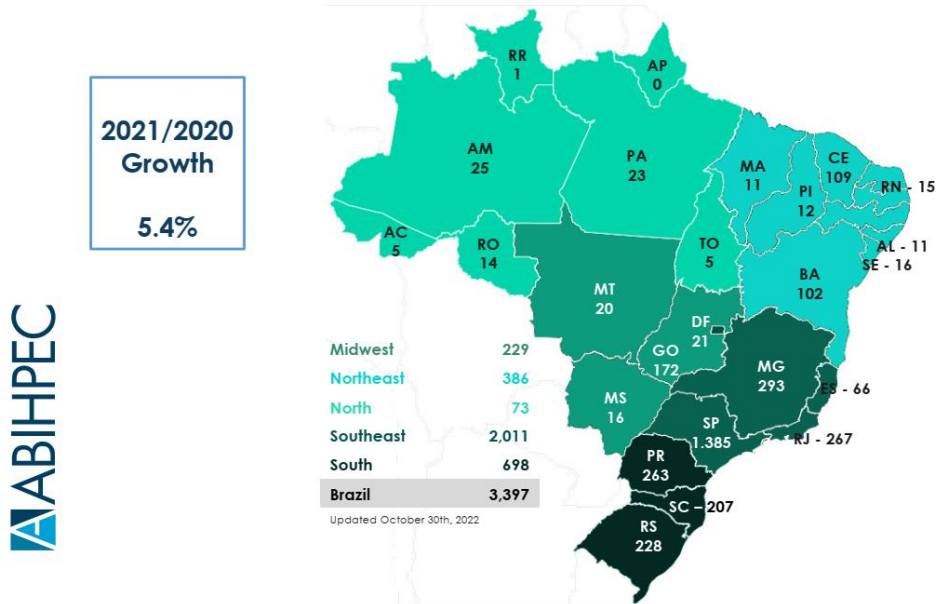 2021/2020
Growth
5.4%
ABIHPEC
RR
1
AP
0
AM
25
PA
23
MA
11
CE
109
PI
12
RN - 15
AC
5
RO
14
TO
5
AL - 11
SE - 16
BA
102
MT
20
DF
21
GO
172
MG
293
ES - 66
MS
16
SP
1.385
RJ - 267
PR
263
SC – 207
RS
228
Midwest 229
Northeast 386
North 73
Southeast 2,011
South 698
Brazil 3,397
Updated October 30th, 2022